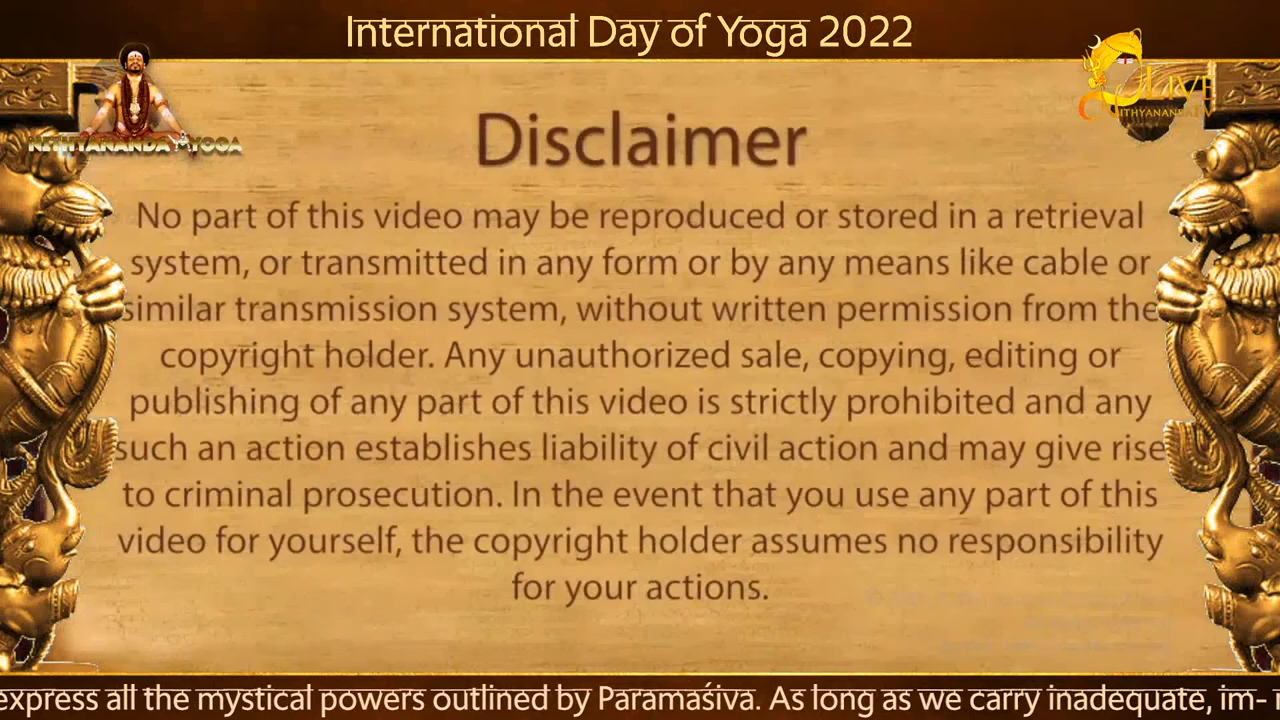 International Day of Yoga 2022
NITHYANANDA YOGA
LIVE
NITHYANANDA TV
Disclaimer
No part of this video may be reproduced or stored in a retrieval
system, or transmitted in any form or by any means like cable or
similar transmission system, without written permission from the
copyright holder. Any unauthorized sale, copying, editing or
publishing of any part of this video is strictly prohibited and any
such an action establishes liability of civil action and may give rise
to criminal prosecution. In the event that you use any part of this
video for yourself, the copyright holder assumes no responsibility
for your actions.
express all the mystical powers outlined by Paramaśiva. As long as we carry inadequate, im-